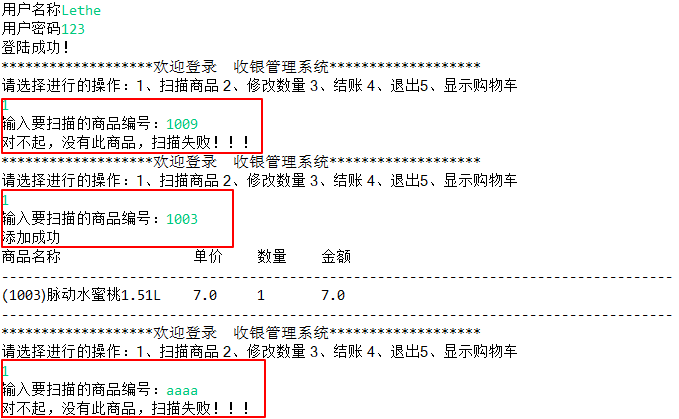 用户名称Lethe
用户密码123
登陆成功!
*******************欢迎登录  收银管理系统*******************
请选择进行的操作：1、扫描商品 2、修改数量 3、结账 4、退出5、显示购物车
1
输入要扫描的商品编号：1009
对不起，没有此商品，扫描失败！！！
*******************欢迎登录  收银管理系统*******************
请选择进行的操作：1、扫描商品 2、修改数量 3、结账 4、退出5、显示购物车
1
输入要扫描的商品编号：1003
添加成功
商品名称 单价 数量 金额
------------------------------------------------------------------------------------
(1003)脉动水蜜桃1.51L 7.0 1 7.0
------------------------------------------------------------------------------------
*******************欢迎登录  收银管理系统*******************
请选择进行的操作：1、扫描商品 2、修改数量 3、结账 4、退出5、显示购物车
1
输入要扫描的商品编号：aaaa
对不起，没有此商品，扫描失败！！！